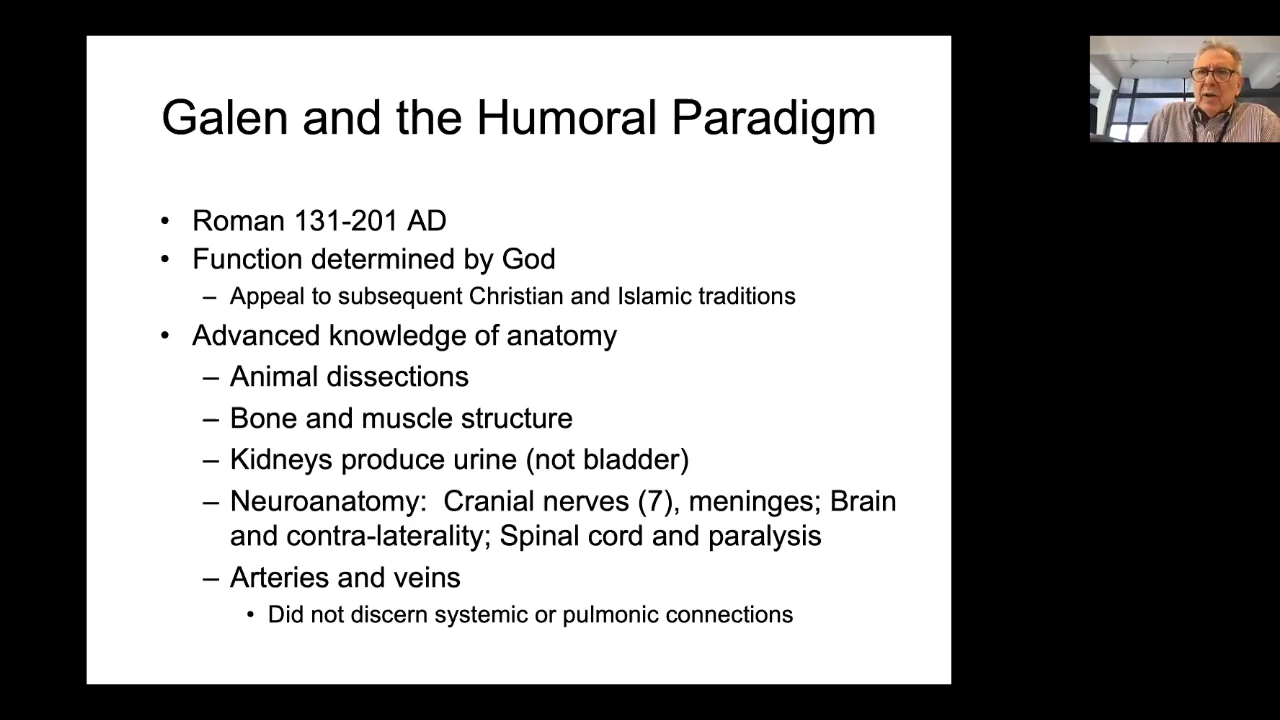 Galen and the Humoral Paradigm
• Roman 131-201 AD
• Function determined by God
– Appeal to subsequent Christian and Islamic traditions
• Advanced knowledge of anatomy
– Animal dissections
– Bone and muscle structure
– Kidneys produce urine (not bladder)
– Neuroanatomy:  Cranial nerves (7), meninges; Brain
and contra-laterality; Spinal cord and paralysis
– Arteries and veins
• Did not discern systemic or pulmonic connections